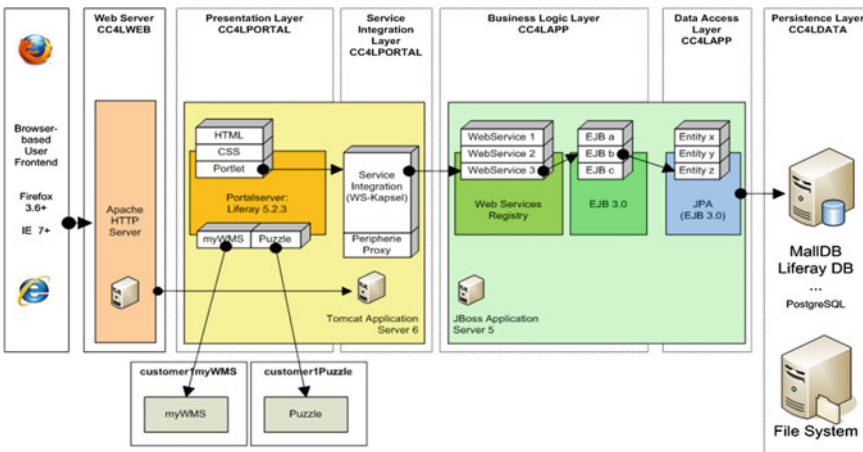 Web Server
CC4LWEB
Presentation Layer
CC4LPORTAL
Service
Integration
Layer
CC4LPORTAL
Business Logic Layer
CC4LAPP
Data Access
Layer
CC4LAPP
Persistence Layer
CC4LDATA
Browser-
based
User
Frontend
Firefox
3.6+
IE 7+
Apache
HTTP
Server
HTML
CSS
Portlet
Portalserver:
Liferay 5.2.3
myWMS
Puzzle
Service
Integration
(WS-Kapsel)
Peripherie
Proxy
Tomcat Application
Server 6
WebService 1
WebService 2
WebService 3
Web Services
Registry
EJB a
EJB b
EJB c
EJB 3.0
Entity x
Entity y
Entity z
JPA
(EJB 3.0)
JBoss Application
Server 5
MallDB
Liferay DB
...
PostgreSQL
File System
customer1myWMS
myWMS
customer1Puzzle
Puzzle